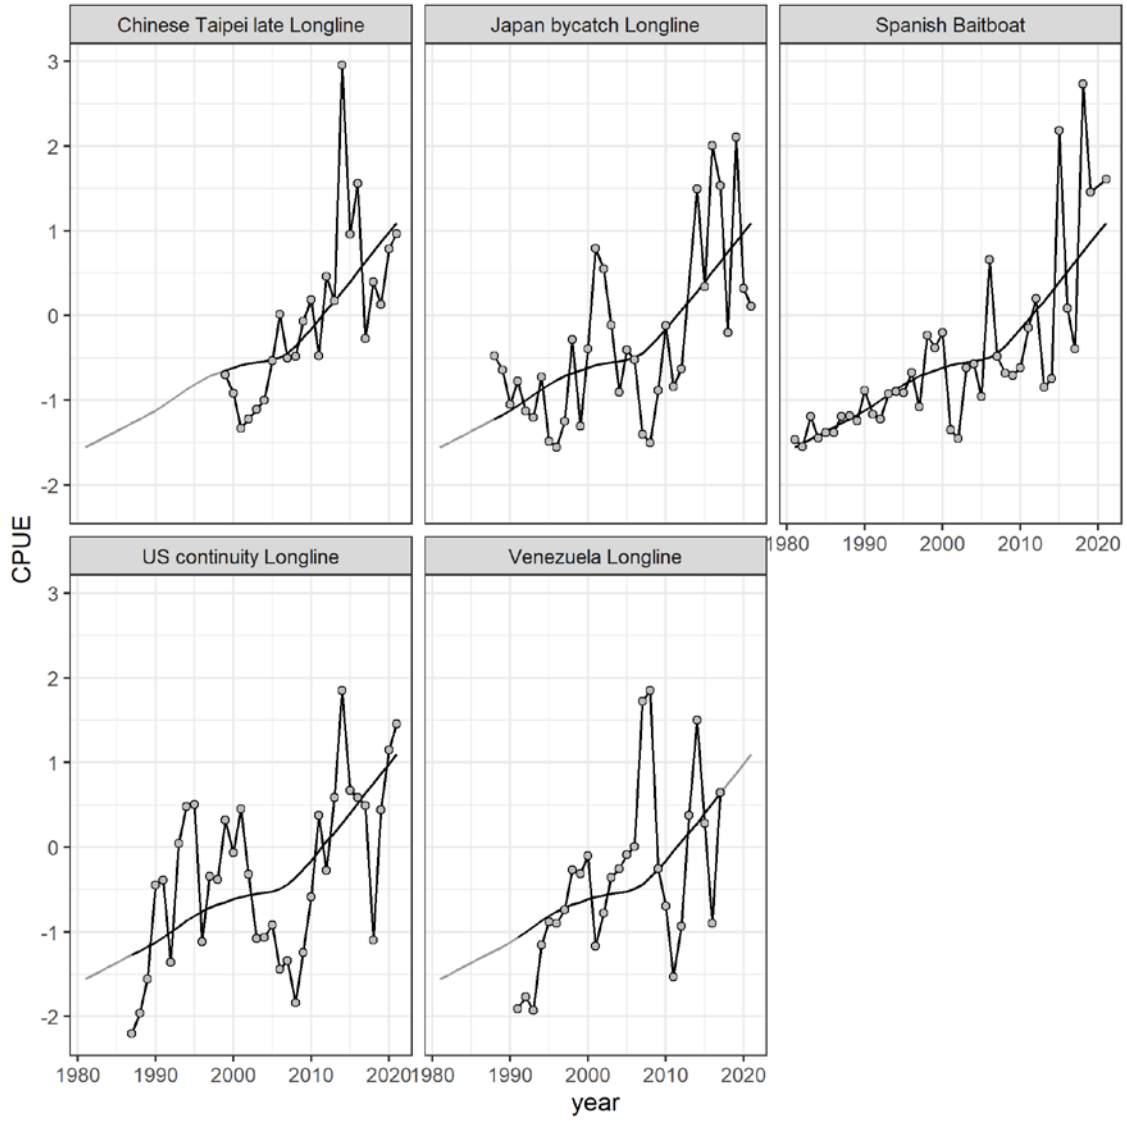 Chinese Taipei late Longline
Japan bycatch Longline
Spanish Baitboat
3
2
1
0
-1
-2
1980 1990 2000 2010 2020
CPUE
US continuity Longline
Venezuela Longline
3
2
1
0
-1
-2
1980 1990 2000 2010 2020
1980 1990 2000 2010 2020
year